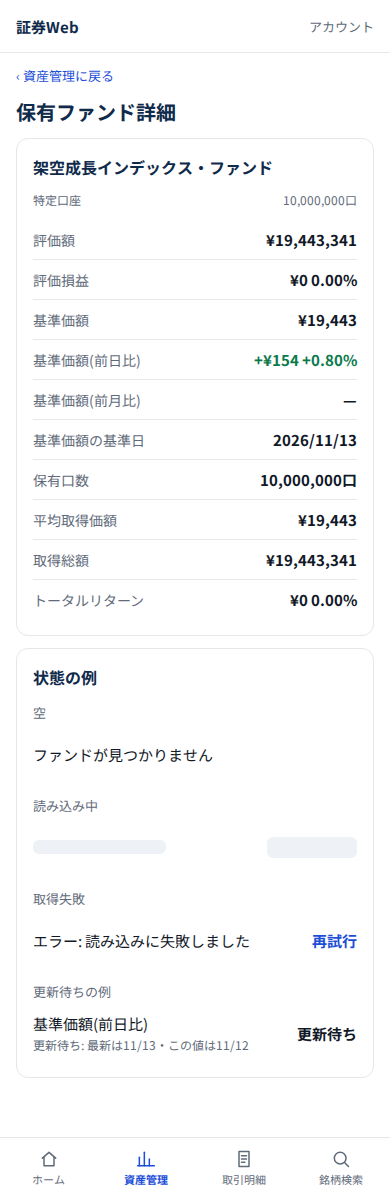 証券Web
アカウント
‹ 資産管理に戻る
保有ファンド詳細
架空成長インデックス・ファンド
特定口座 10,000,000口
評価額 ¥19,443,341
評価損益 ¥0 0.00%
基準価額 ¥19,443
基準価額(前日比) +¥154 +0.80%
基準価額(前月比) —
基準価額の基準日 2026/11/13
保有口数 10,000,000口
平均取得価額 ¥19,443
取得総額 ¥19,443,341
トータルリターン ¥0 0.00%
状態の例
空
ファンドが見つかりません
読み込み中
取得失敗
エラー: 読み込みに失敗しました 再試行
更新待ちの例
基準価額(前日比)
更新待ち: 最新は11/13・この値は11/12
更新待ち
ホーム 資産管理 取引明細 銘柄検索